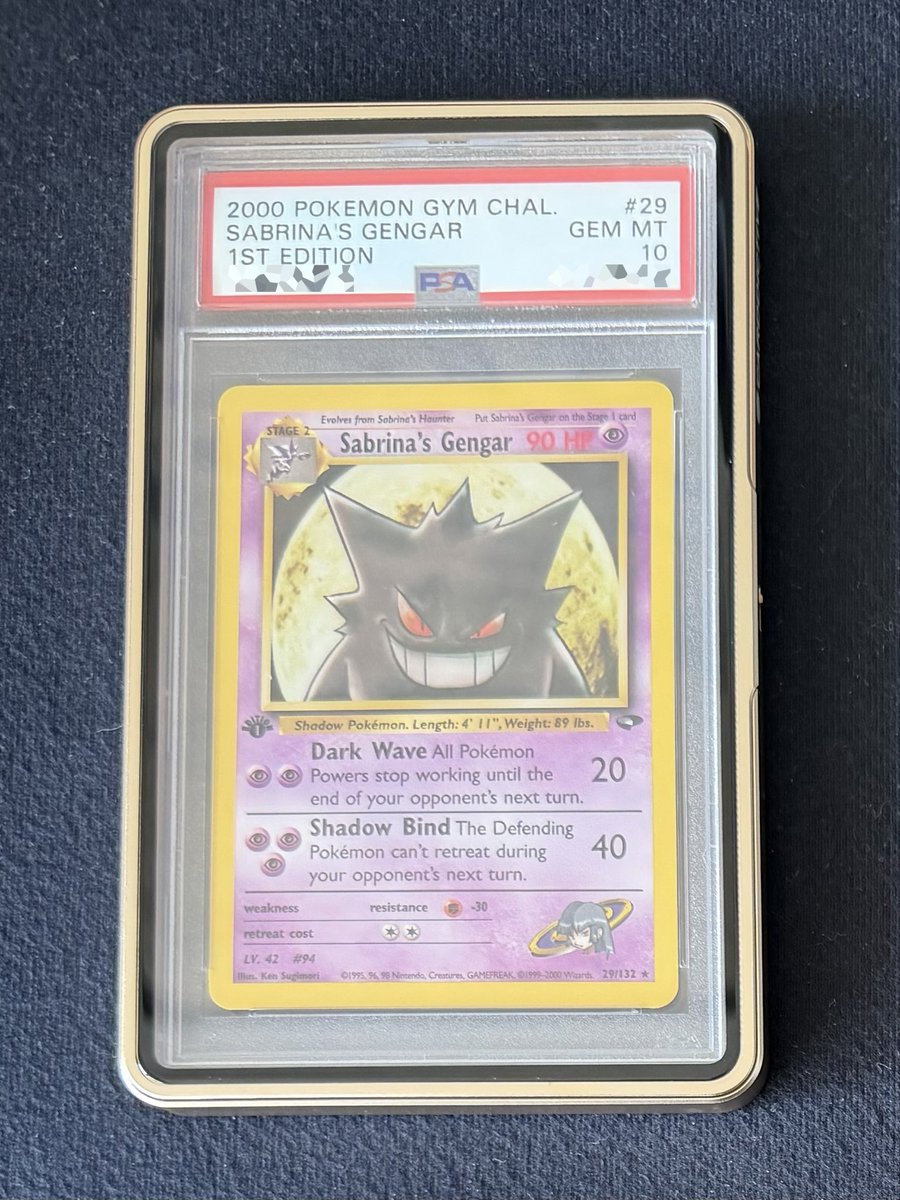 2000 POKEMON GYM CHAL. #29
SABRINA'S GENGAR GEM MT
1ST EDITION 10
PSA
Evolves from Sabrina's Haunter Put Sabrina's Gengar on the Stage 1 card
STAGE 2
Sabrina's Gengar 90 HP
EDITION
1
Shadow Pokémon. Length: 4' 11", Weight: 89 lbs.
Dark Wave All Pokémon
Powers stop working until the
end of your opponent's next turn.
20
Shadow Bind The Defending
Pokémon can't retreat during
your opponent's next turn.
40
weakness resistance -30
retreat cost
LV. 42 #94
Illus. Ken Sugimori ©1995, 96, 98 Nintendo, Creatures, GAMEFREAK. ©1999-2000 Wizards. 29/132 ★